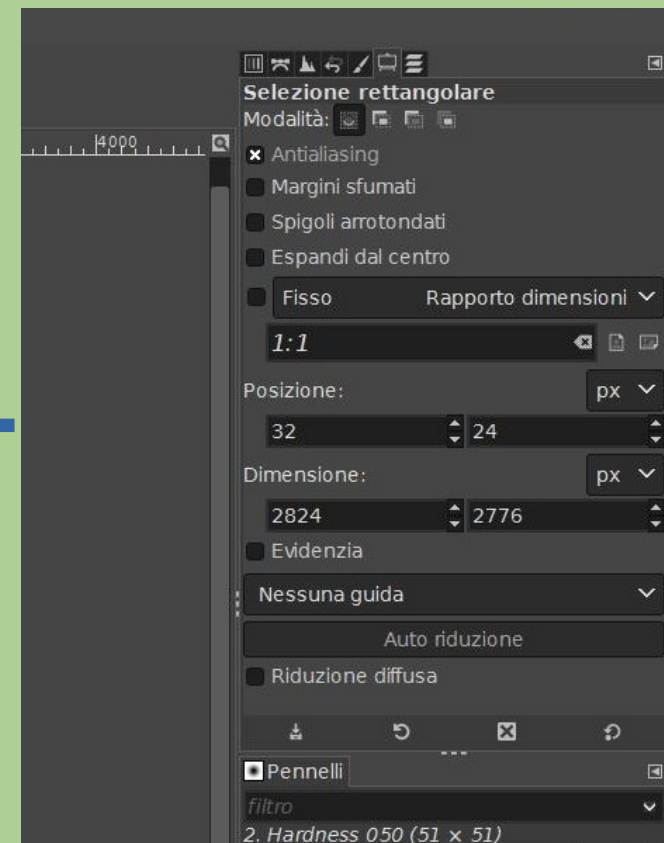 Selezione rettangolare
Modalità:
4000
Antialiasing
Margini sfumati
Spigoli arrotondati
Espandi dal centro
Fisso Rapporto dimensioni
1:1
Posizione: px
32 24
Dimensione: px
2824 2776
Evidenzia
Nessuna guida
Auto riduzione
Riduzione diffusa
Pennelli
filtro
2. Hardness 050 (51 × 51)